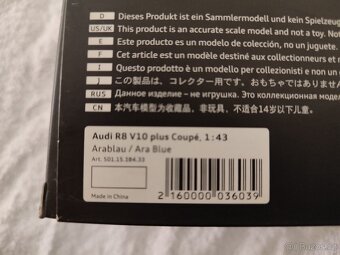 D Dieses Produkt ist ein Sammlermodell und kein Spielzeug
US/UK This product is an accurate scale model and not a toy. Not
E Este producto es un modelo de colección, no un juguete.
F Cet article est un modèle destiné aux collectionneurs et
I Questo prodotto è un modello per collezionisti e non
J この商品は、コレクター用です。おもちゃではありません
RUS Данное изделие – не игрушка. Это коллекционная модел
CN 本汽车模型为收藏品，非玩具，不适合14岁以下儿童。
Audi R8 V10 plus Coupé, 1:43
Arablau / Ara Blue
Art. 501.15.184.33
Made in China
2 160000 036039